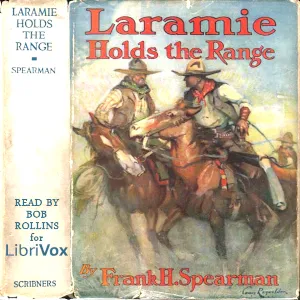 LARAMIE
HOLDS THE
RANGE
SPEARMAN
READ BY
BOB
ROLLINS
for
LibriVox
SCRIBNERS
Laramie
Holds the Range
By Frank H. Spearman